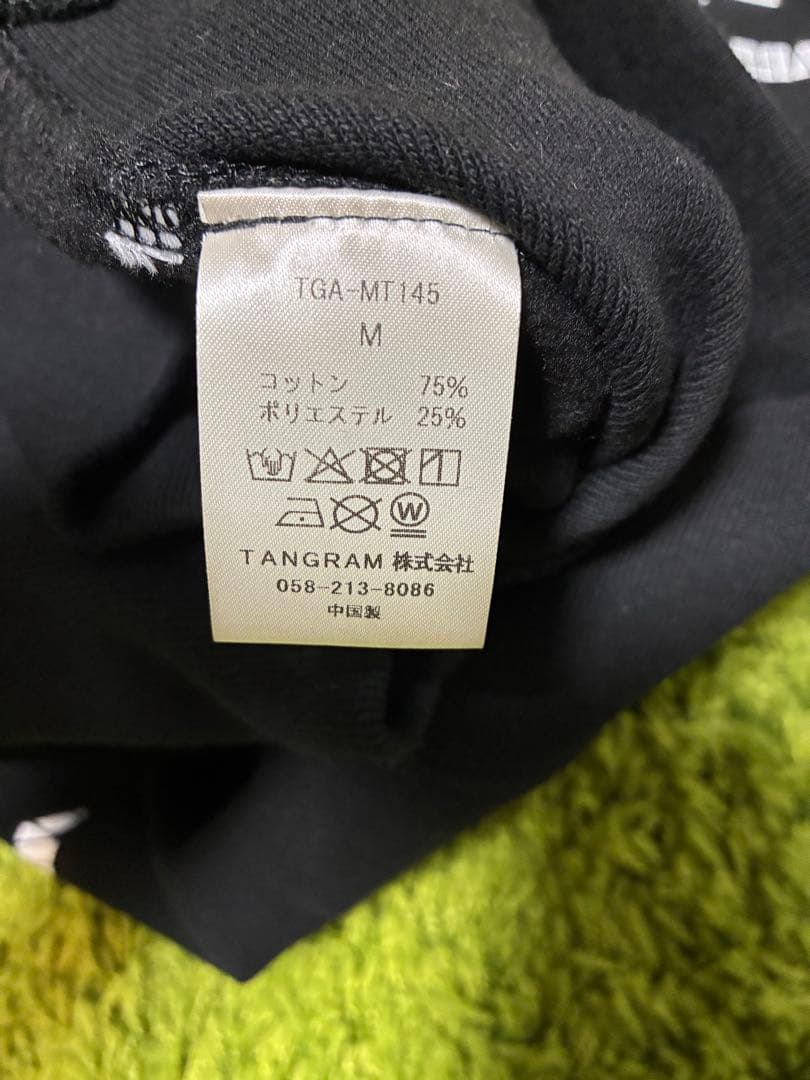 TGA-MT145
M
コットン 75%
ポリエステル 25%
W
TANGRAM 株式会社
058-213-8086
中国製